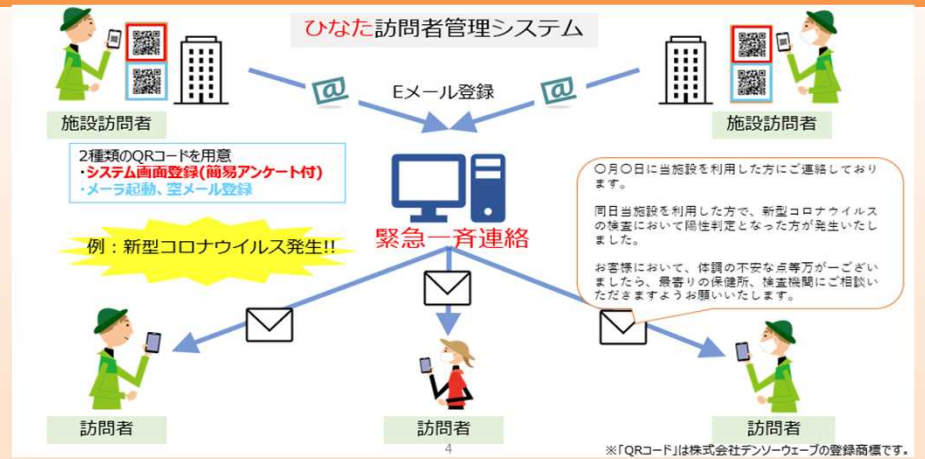 ひなた訪問者管理システム
Eメール登録
施設訪問者
施設訪問者
2種類のQRコードを用意
・システム画面登録(簡易アンケート付)
・メーラ起動、空メール登録
例：新型コロナウイルス発生!!
緊急一斉連絡
〇月〇日に当施設を利用した方にご連絡しており
ます。
同日当施設を利用した方で、新型コロナウイルス
の検査において陽性判定となった方が発生いたし
ました。
お客様において、体調の不安な点等万が一ござい
ましたら、最寄りの保健所、検査機関にご相談い
ただきますようお願いいたします。
訪問者
訪問者
訪問者
4
※「QRコード」は株式会社デンソーウェーブの登録商標です。